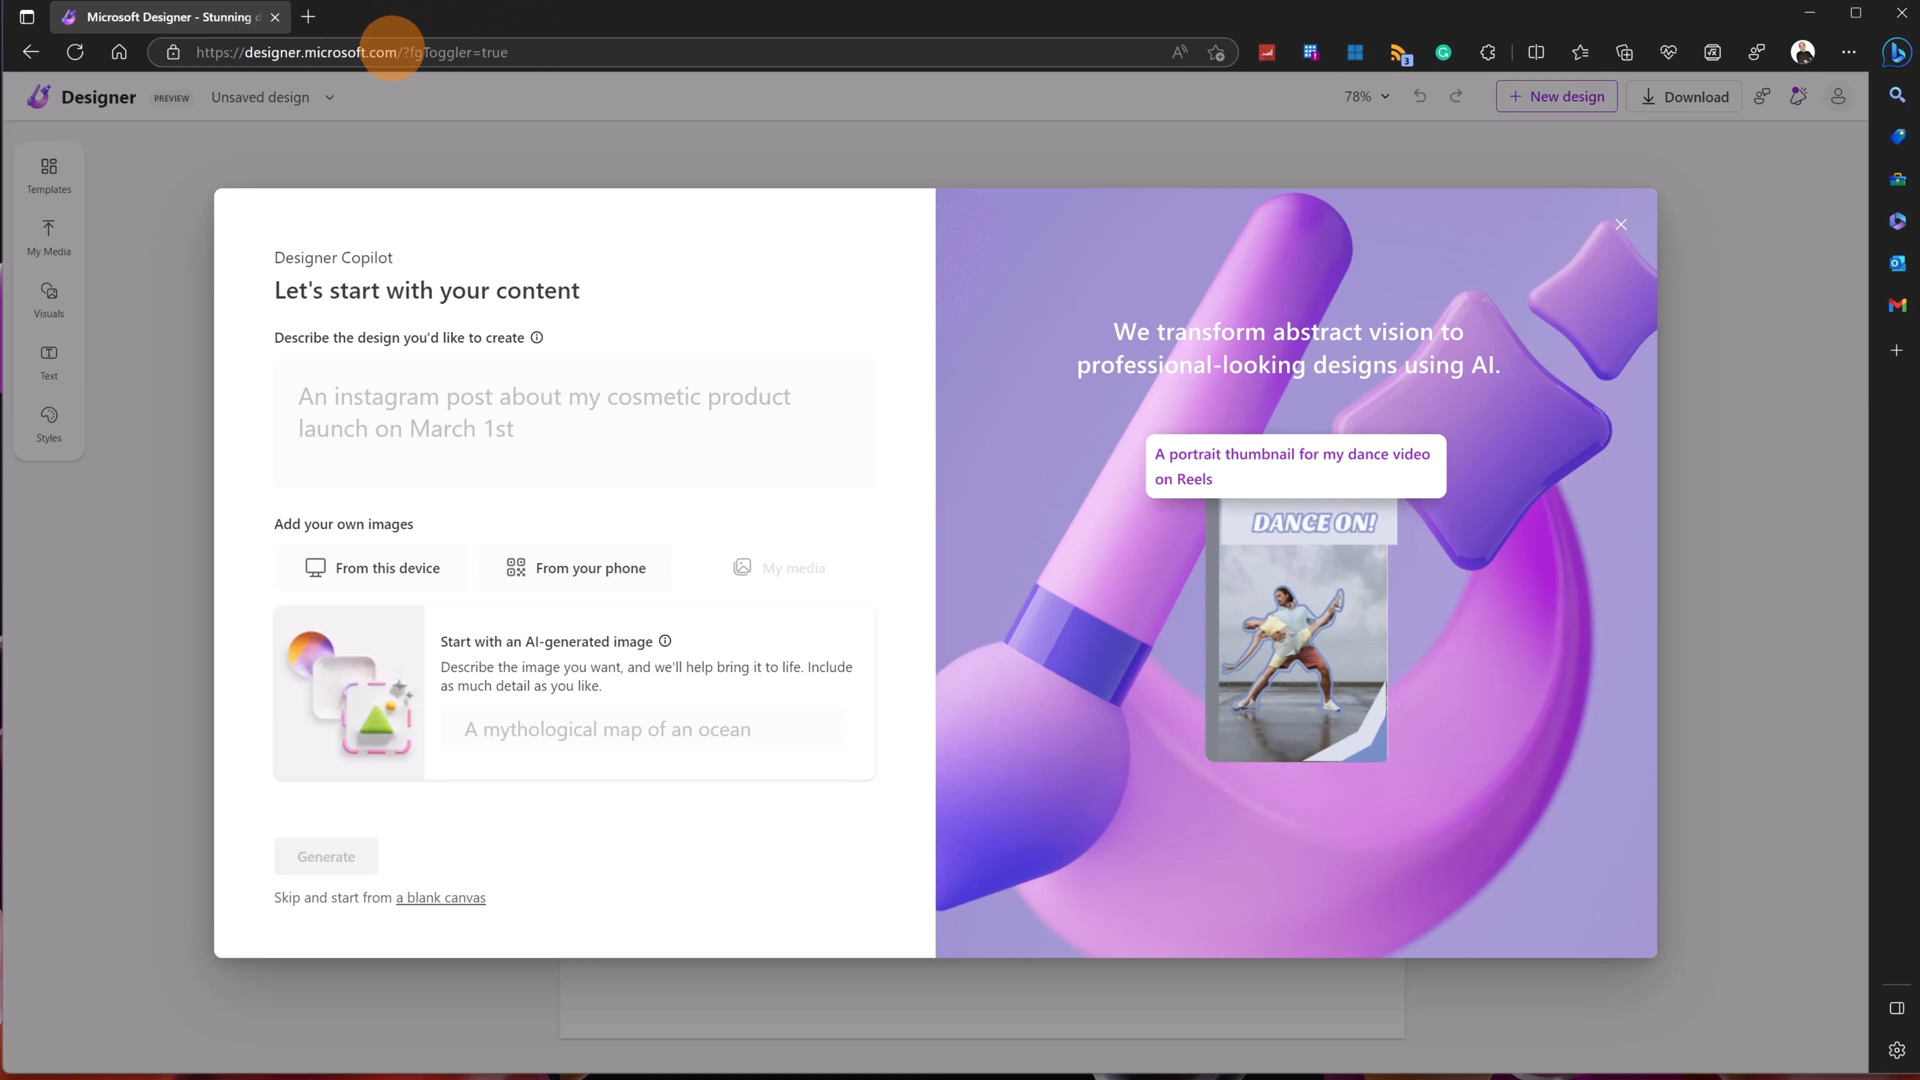 Microsoft Designer - Stunning d
https://designer.microsoft.com/?fgToggler=true
3
Designer
PREVIEW
Unsaved design
78%
New design
Download
Templates
My Media
Visuals
Text
Styles
Designer Copilot
Let's start with your content
Describe the design you'd like to create
An instagram post about my cosmetic product
launch on March 1st
Add your own images
From this device
From your phone
My media
Start with an AI-generated image
Describe the image you want, and we'll help bring it to life. Include
as much detail as you like.
A mythological map of an ocean
Generate
Skip and start from a blank canvas
We transform abstract vision to
professional-looking designs using AI.
A portrait thumbnail for my dance video
on Reels
DANCE ON!